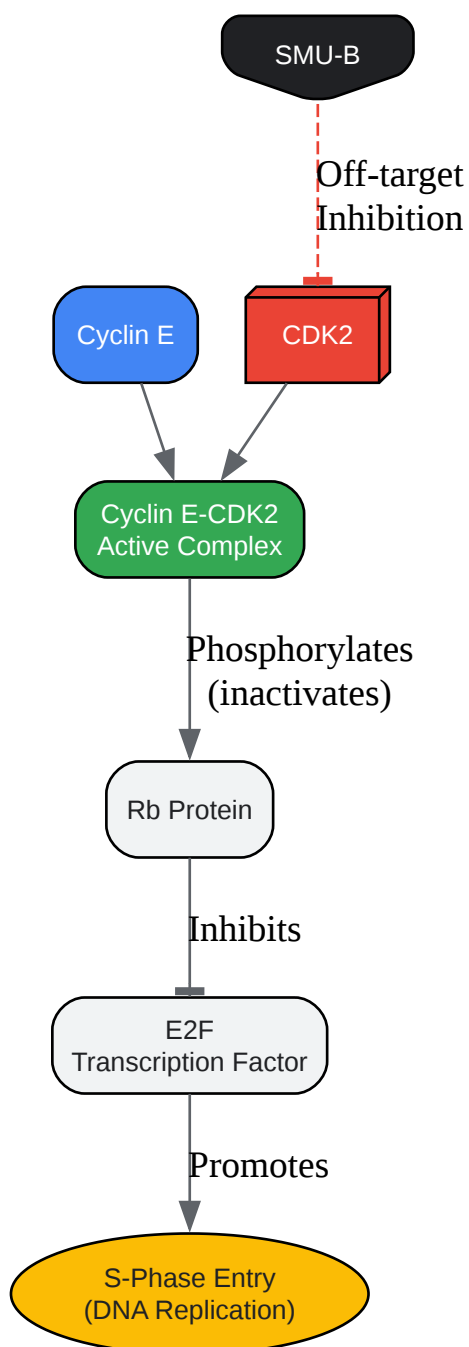 SMU-B
Off-target
Inhibition
Cyclin E
CDK2
Cyclin E-CDK2
Active Complex
Phosphorylates
(inactivates)
Rb Protein
Inhibits
E2F
Transcription Factor
Promotes
S-Phase Entry
(DNA Replication)